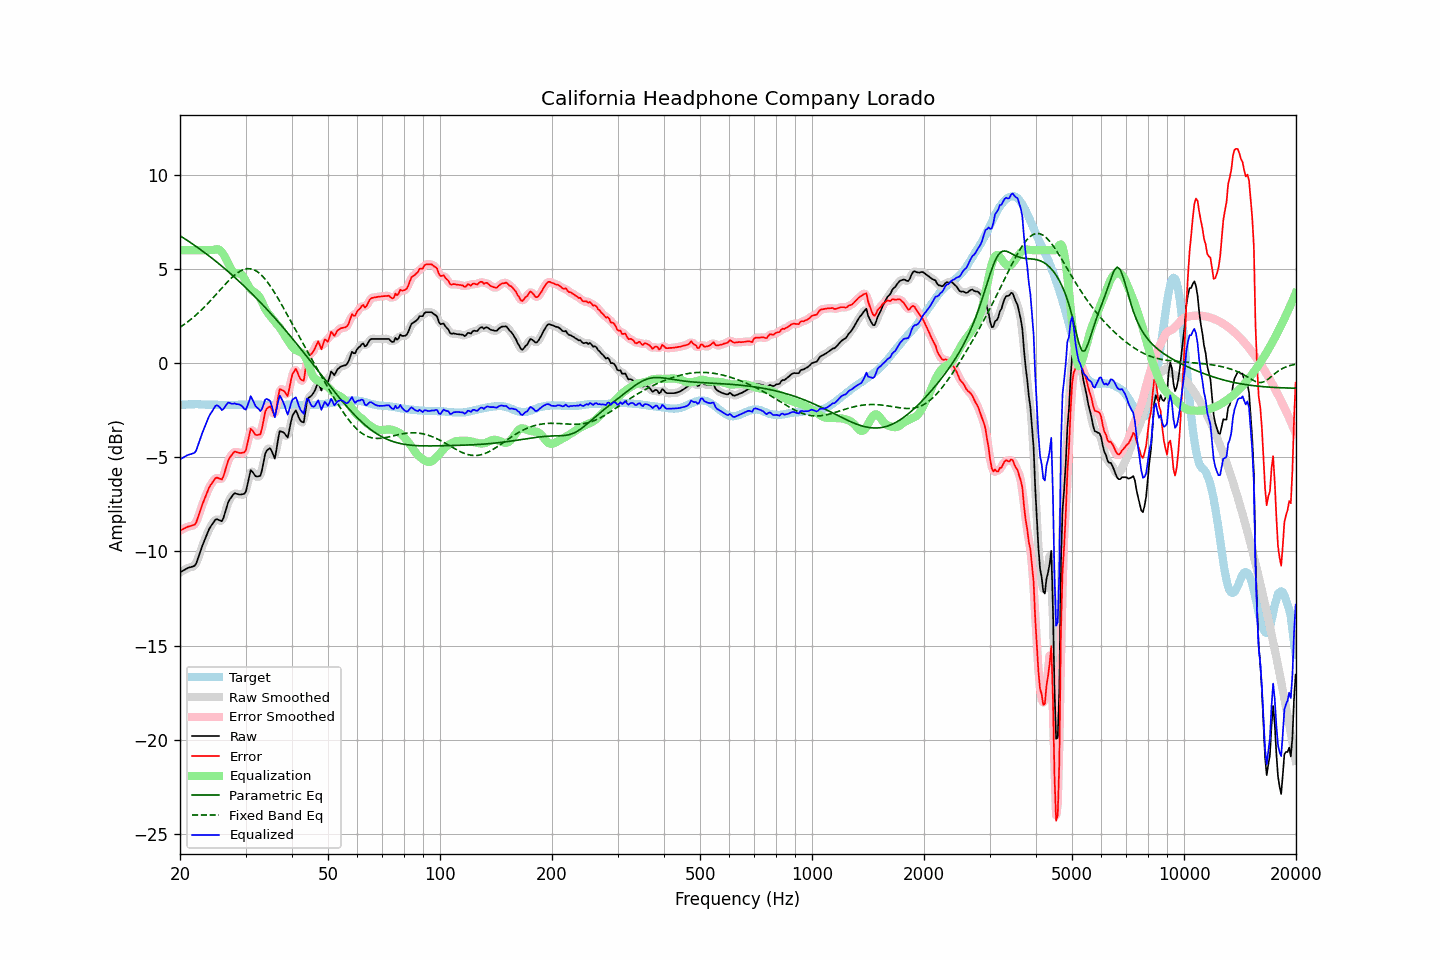 California Headphone Company Lorado
Amplitude (dBr)
10
5
0
−5
−10
−15
−20
−25
Target
Raw Smoothed
Error Smoothed
Raw
Error
Equalization
Parametric Eq
Fixed Band Eq
Equalized
20
50
100
200
500
1000
2000
5000
10000
20000
Frequency (Hz)